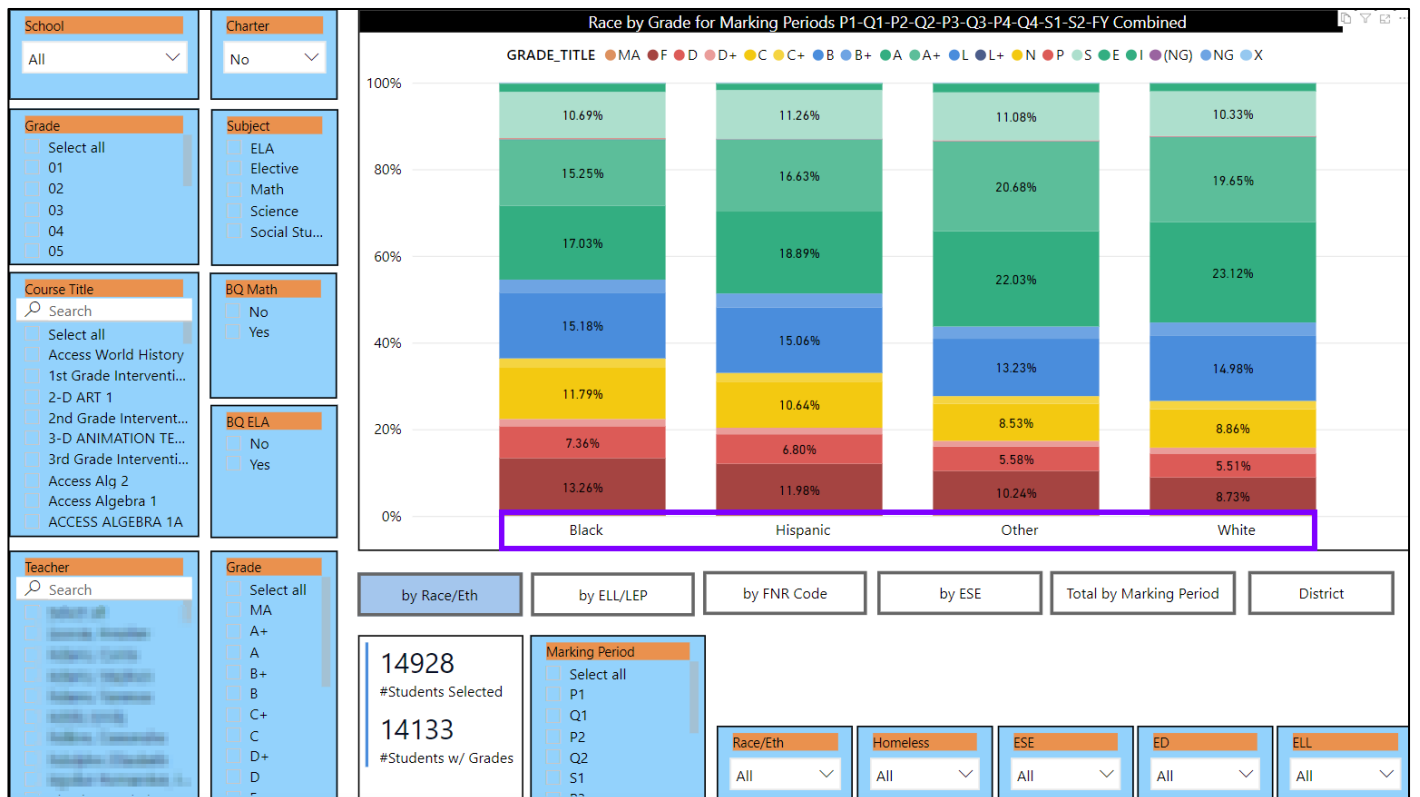 School
All
Charter
No
Grade
Select all
01
02
03
04
05
Subject
ELA
Elective
Math
Science
Social Stu...
Course Title
Search
Select all
Access World History
1st Grade Interventi...
2-D ART 1
2nd Grade Intervent...
3-D ANIMATION TE...
3rd Grade Interventi...
Access Alg 2
Access Algebra 1
ACCESS ALGEBRA 1A
BQ Math
No
Yes
BQ ELA
No
Yes
Teacher
Search
Grade
Select all
MA
A+
A
B+
B
C+
C
D+
D
Race by Grade for Marking Periods P1-Q1-P2-Q2-P3-Q3-P4-Q4-S1-S2-FY Combined
GRADE_TITLE MA F D D+ C C+ B B+ A A+ L L+ N P S E I (NG) NG X
100%
80%
60%
40%
20%
0%
10.69% 11.26% 11.08% 10.33%
15.25% 16.63% 20.68% 19.65%
17.03% 18.89% 22.03% 23.12%
15.18% 15.06% 13.23% 14.98%
11.79% 10.64% 8.53% 8.86%
7.36% 6.80% 5.58% 5.51%
13.26% 11.98% 10.24% 8.73%
Black Hispanic Other White
by Race/Eth by ELL/LEP by FNR Code by ESE Total by Marking Period District
14928
#Students Selected
14133
#Students w/ Grades
Marking Period
Select all
P1
Q1
P2
Q2
S1
Race/Eth
All
Homeless
All
ESE
All
ED
All
ELL
All